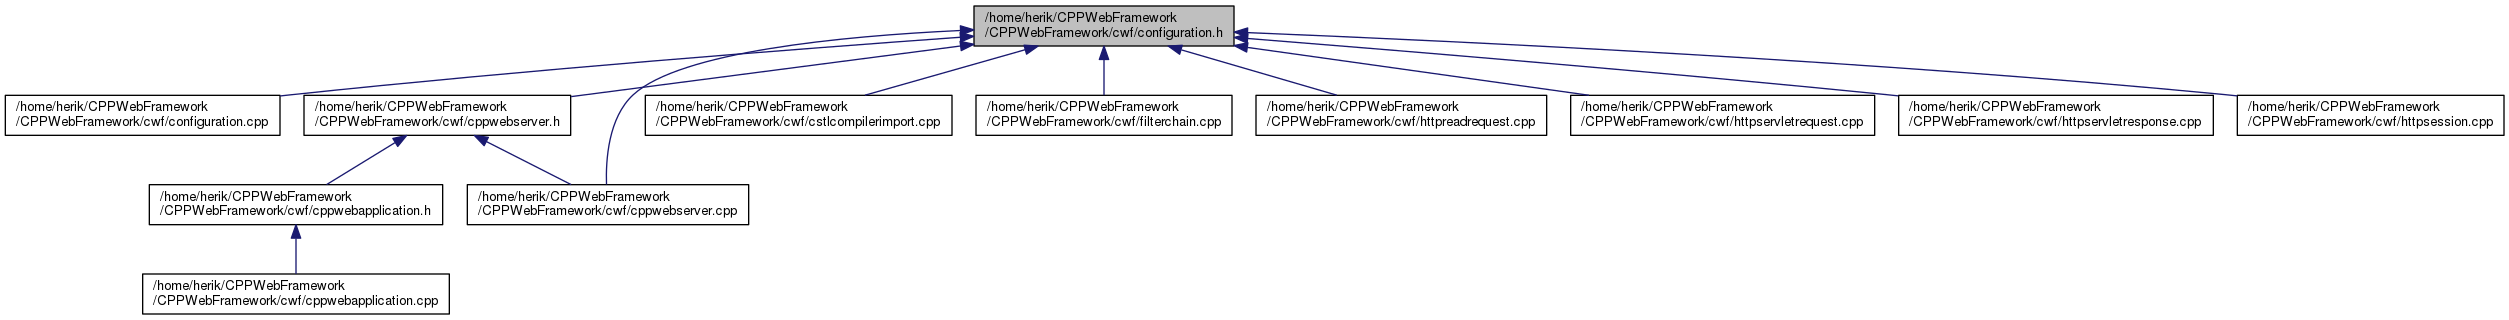 /home/herik/CPPWebFramework
/CPPWebFramework/cwf/configuration.h
/home/herik/CPPWebFramework
/CPPWebFramework/cwf/configuration.cpp
/home/herik/CPPWebFramework
/CPPWebFramework/cwf/cppwebserver.h
/home/herik/CPPWebFramework
/CPPWebFramework/cwf/cstlcompilerimport.cpp
/home/herik/CPPWebFramework
/CPPWebFramework/cwf/filterchain.cpp
/home/herik/CPPWebFramework
/CPPWebFramework/cwf/httpreadrequest.cpp
/home/herik/CPPWebFramework
/CPPWebFramework/cwf/httpservletrequest.cpp
/home/herik/CPPWebFramework
/CPPWebFramework/cwf/httpservletresponse.cpp
/home/herik/CPPWebFramework
/CPPWebFramework/cwf/httpsession.cpp
/home/herik/CPPWebFramework
/CPPWebFramework/cwf/cppwebapplication.h
/home/herik/CPPWebFramework
/CPPWebFramework/cwf/cppwebserver.cpp
/home/herik/CPPWebFramework
/CPPWebFramework/cwf/cppwebapplication.cpp